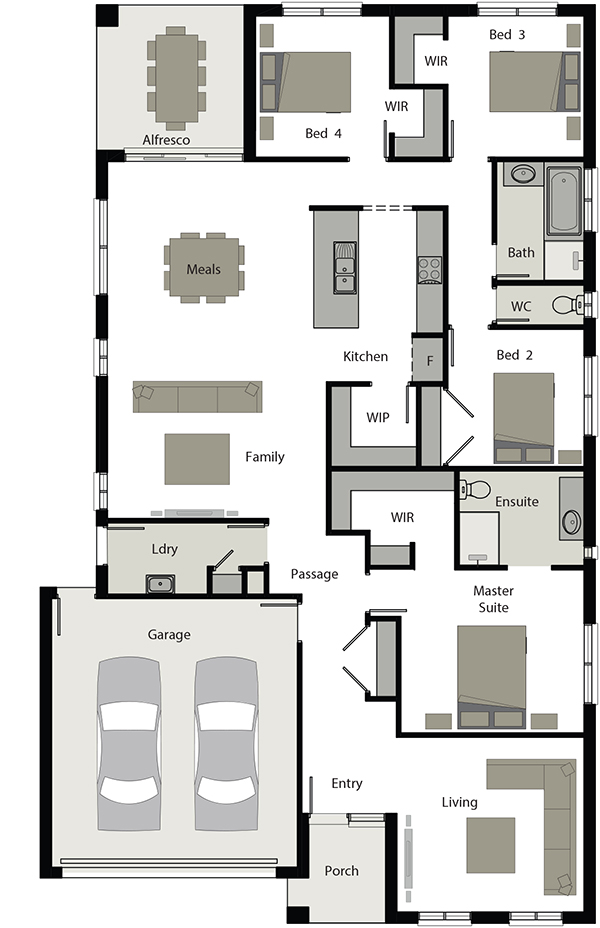 Bed 3
WIR
WIR
Bed 4
Alfresco
Bath
Meals
WC
Kitchen
F
Bed 2
WIP
Family
Ensuite
WIR
Ldry
Passage
Master
Suite
Garage
Entry
Living
Porch